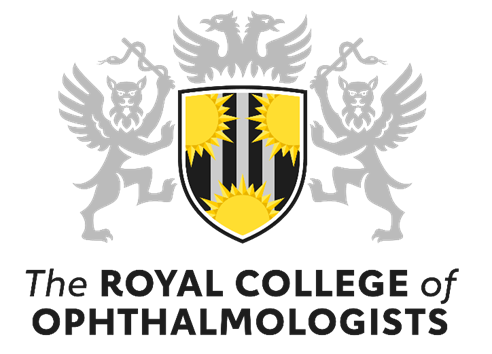 The ROYAL COLLEGE of
OPHTHALMOLOGISTS